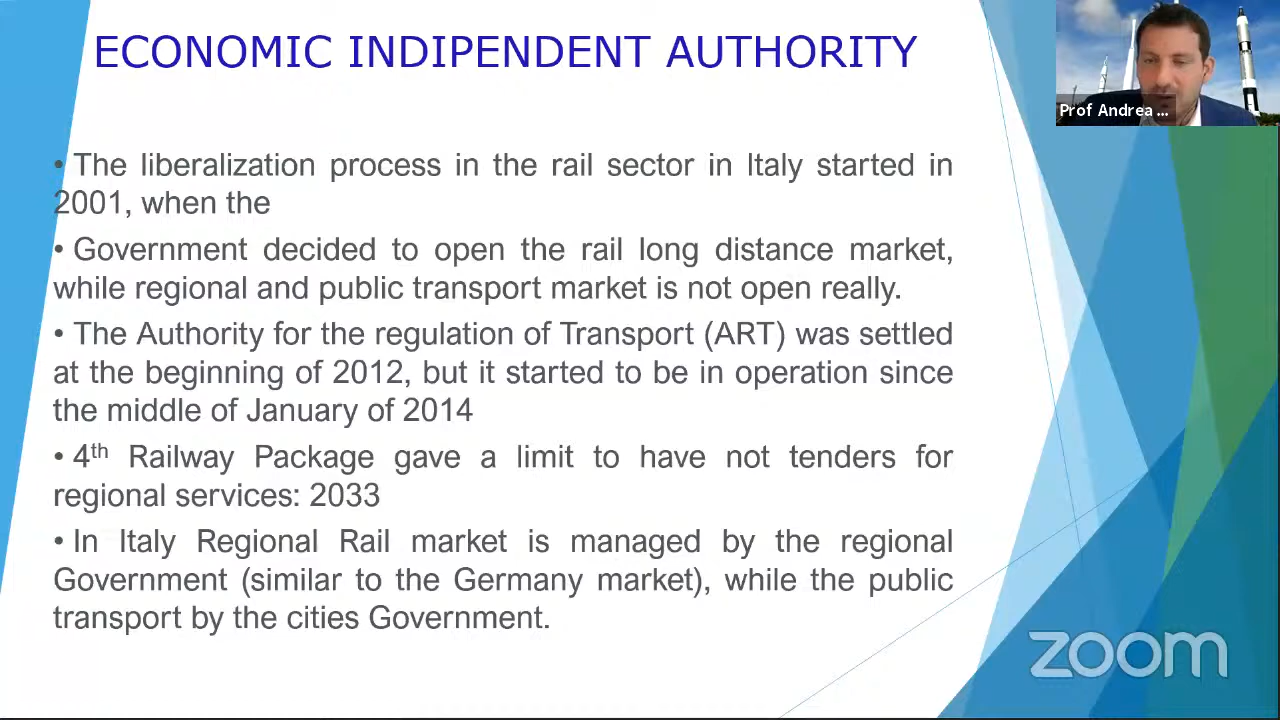 ECONOMIC INDIPENDENT AUTHORITY
Prof Andrea ...
• The liberalization process in the rail sector in Italy started in
2001, when the
• Government decided to open the rail long distance market,
while regional and public transport market is not open really.
• The Authority for the regulation of Transport (ART) was settled
at the beginning of 2012, but it started to be in operation since
the middle of January of 2014
• 4th Railway Package gave a limit to have not tenders for
regional services: 2033
• In Italy Regional Rail market is managed by the regional
Government (similar to the Germany market), while the public
transport by the cities Government.
zoom